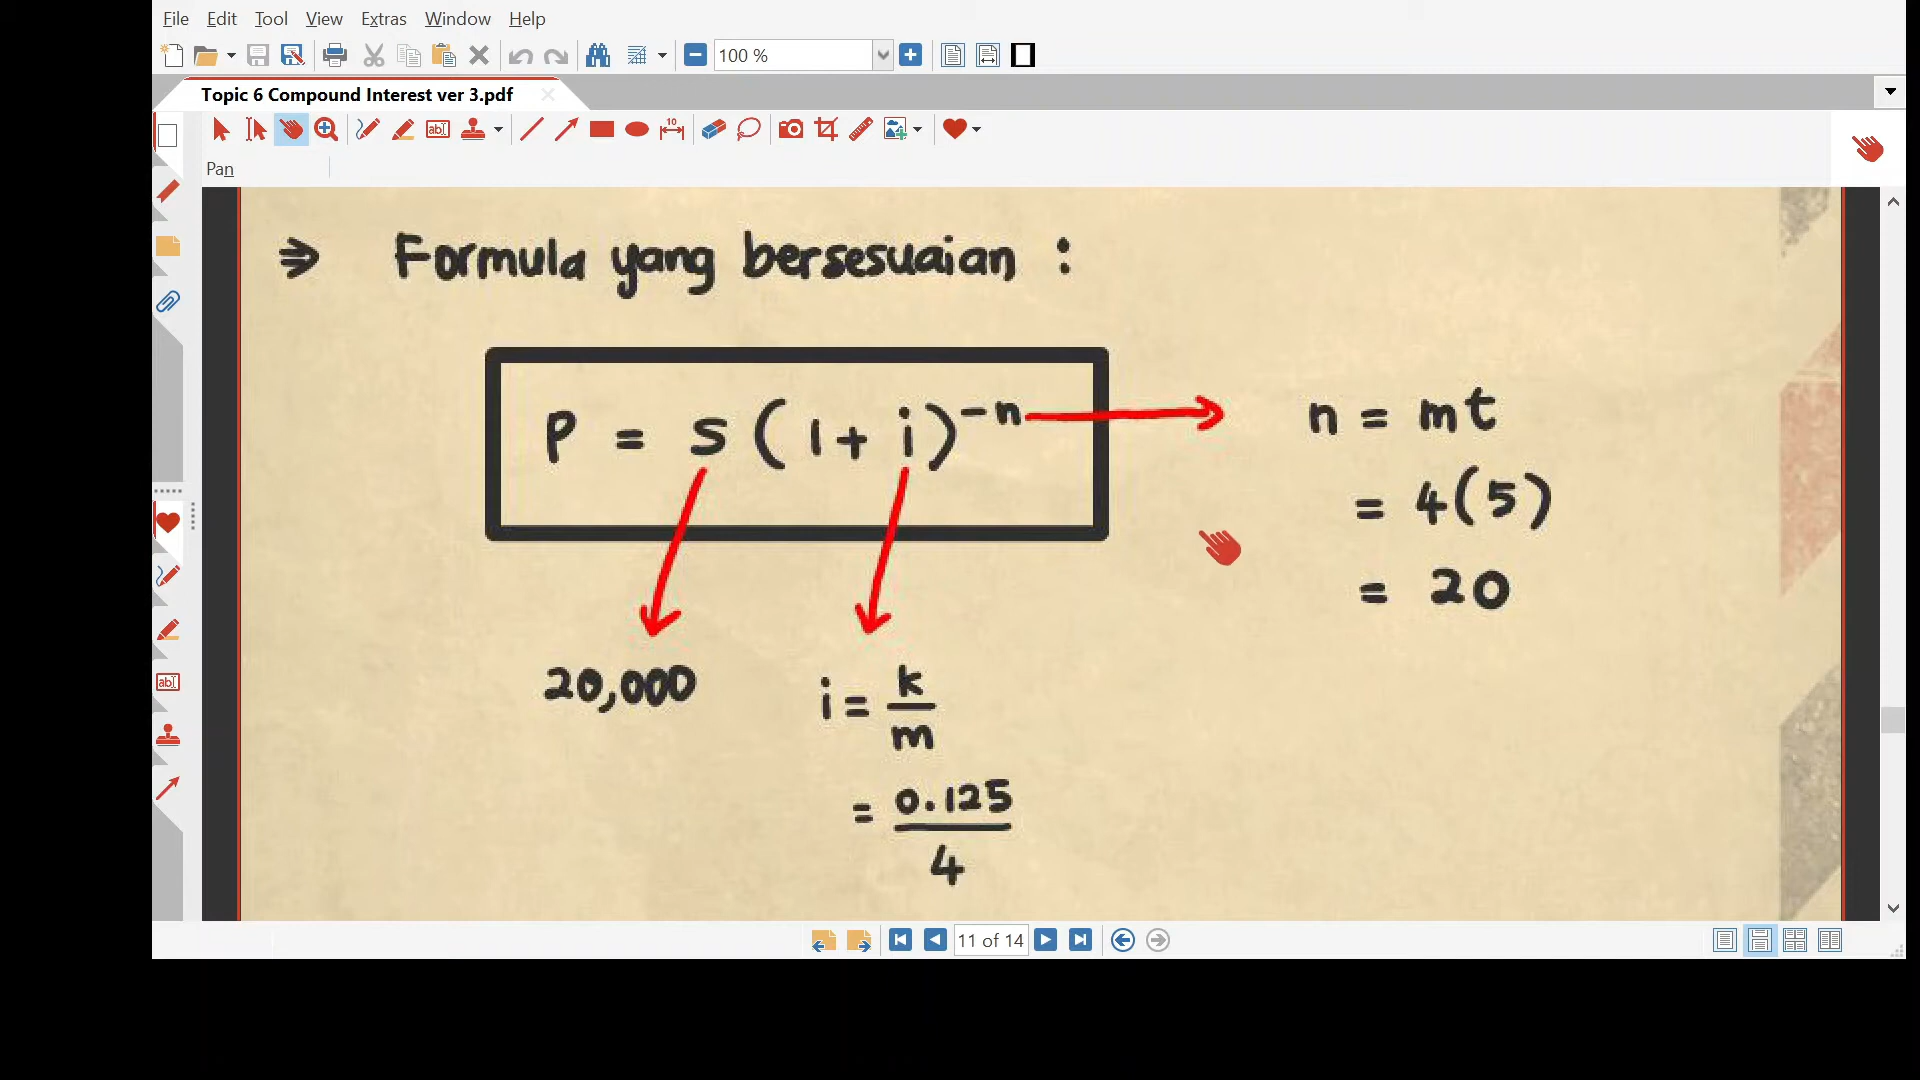 File Edit Tool View Extras Window Help
100 %
Topic 6 Compound Interest ver 3.pdf
Pan
⇒ Formula yang bersesuaian :
P = S (1 + i)⁻ⁿ
n = mt
= 4(5)
= 20
20,000
i = k/m
= 0.125/4
11 of 14